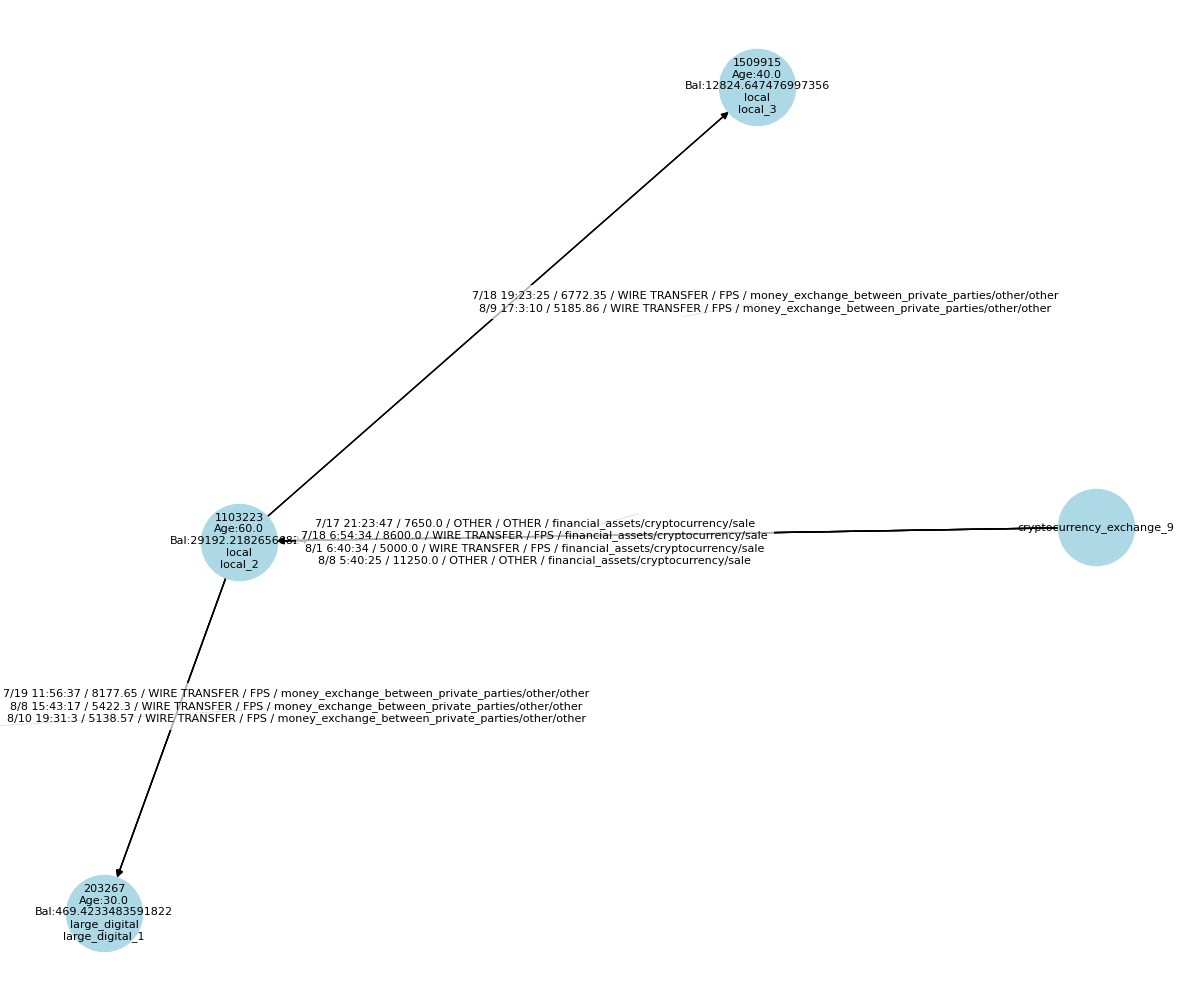 1509915
Age:40.0
Bal:12824.647476997356
local
local_3
7/18 19:23:25 / 6772.35 / WIRE TRANSFER / FPS / money_exchange_between_private_parties/other/other
8/9 17:3:10 / 5185.86 / WIRE TRANSFER / FPS / money_exchange_between_private_parties/other/other
1103223
Age:60.0
local
local_2
7/17 21:23:47 / 7650.0 / OTHER / OTHER / financial_assets/cryptocurrency/sale
7/18 6:54:34 / 8600.0 / WIRE TRANSFER / FPS / financial_assets/cryptocurrency/sale
8/1 6:40:34 / 5000.0 / WIRE TRANSFER / FPS / financial_assets/cryptocurrency/sale
8/8 5:40:25 / 11250.0 / OTHER / OTHER / financial_assets/cryptocurrency/sale
cryptocurrency_exchange_9
7/19 11:56:37 / 8177.65 / WIRE TRANSFER / FPS / money_exchange_between_private_parties/other/other
8/8 15:43:17 / 5422.3 / WIRE TRANSFER / FPS / money_exchange_between_private_parties/other/other
8/10 19:31:3 / 5138.57 / WIRE TRANSFER / FPS / money_exchange_between_private_parties/other/other
203267
Age:30.0
Bal:469.4233483591822
large_digital
large_digital_1